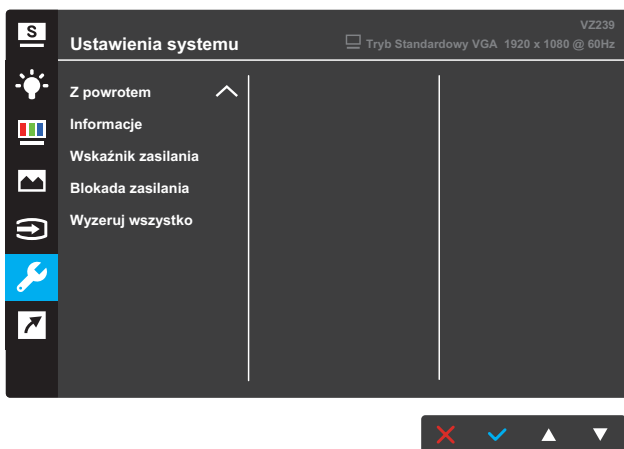 S
VZ239
Ustawienia systemu
Tryb Standardowy VGA 1920 x 1080 @ 60Hz
Z powrotem
Informacje
Wskaźnik zasilania
Blokada zasilania
Wyzeruj wszystko